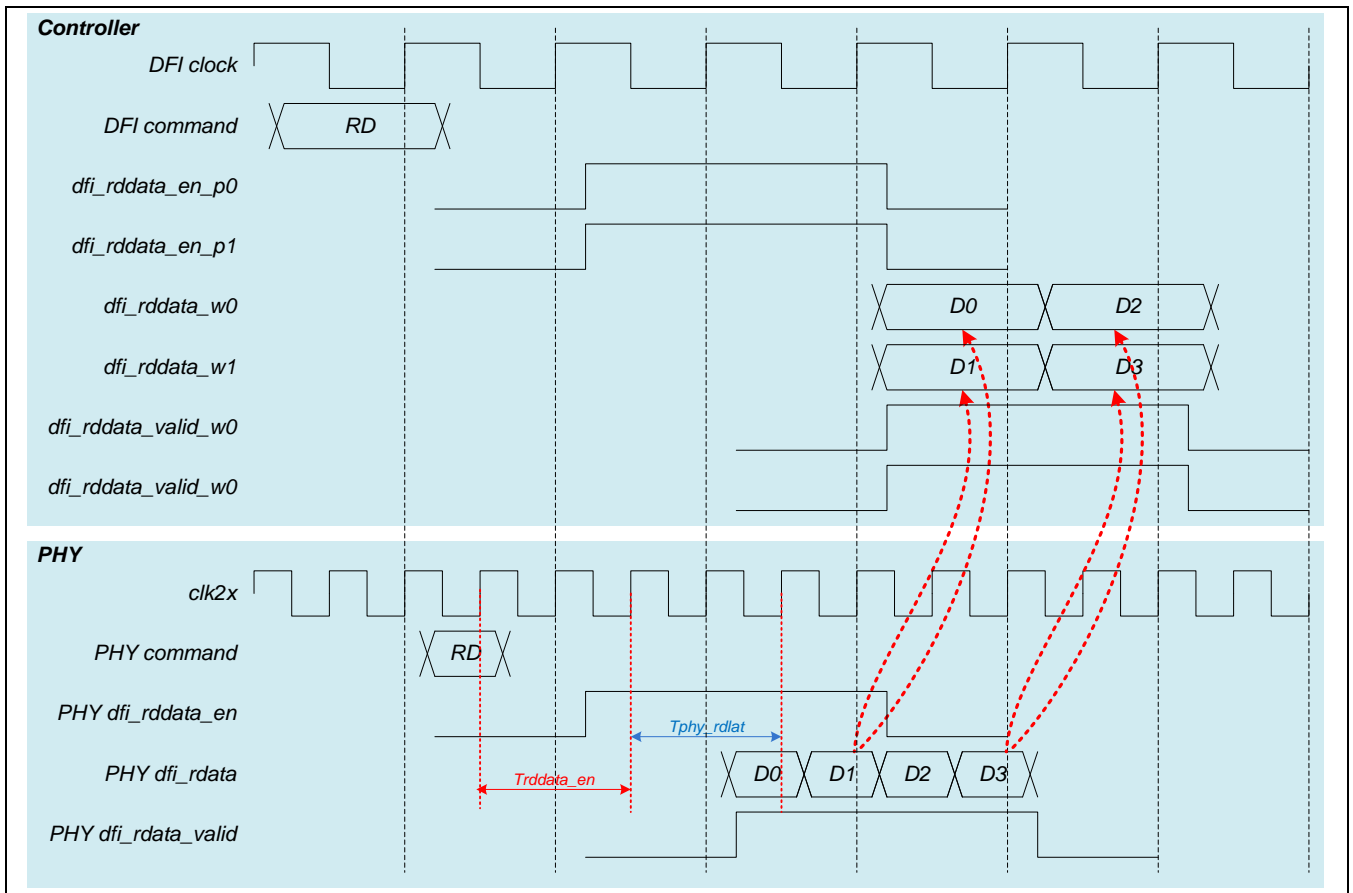 Controller
DFI clock
DFI command RD
dfi_rddata_en_p0
dfi_rddata_en_p1
dfi_rddata_w0 D0 D2
dfi_rddata_w1 D1 D3
dfi_rddata_valid_w0
dfi_rddata_valid_w0
PHY
clk2x
PHY command RD
PHY dfi_rddata_en
Tphy_rdlat
PHY dfi_rdata D0 D1 D2 D3
Trddata_en
PHY dfi_rdata_valid